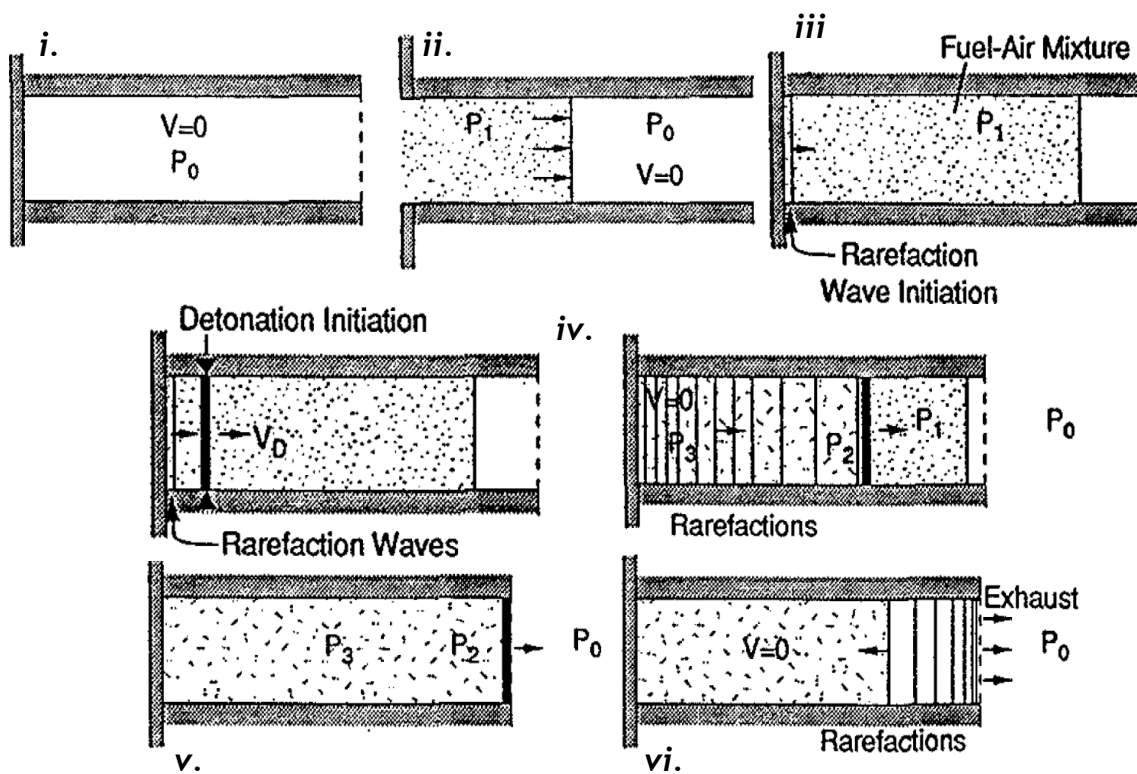 i.
V=0
P₀
ii.
P₁
P₀
V=0
iii
Fuel-Air Mixture
P₁
Rarefaction
Wave Initiation
Detonation Initiation
V_D
Rarefaction Waves
iv.
V=0
P₃
P₂
P₁
P₀
Rarefactions
P₃
P₂
P₀
v.
V=0
Exhaust
P₀
Rarefactions
vi.